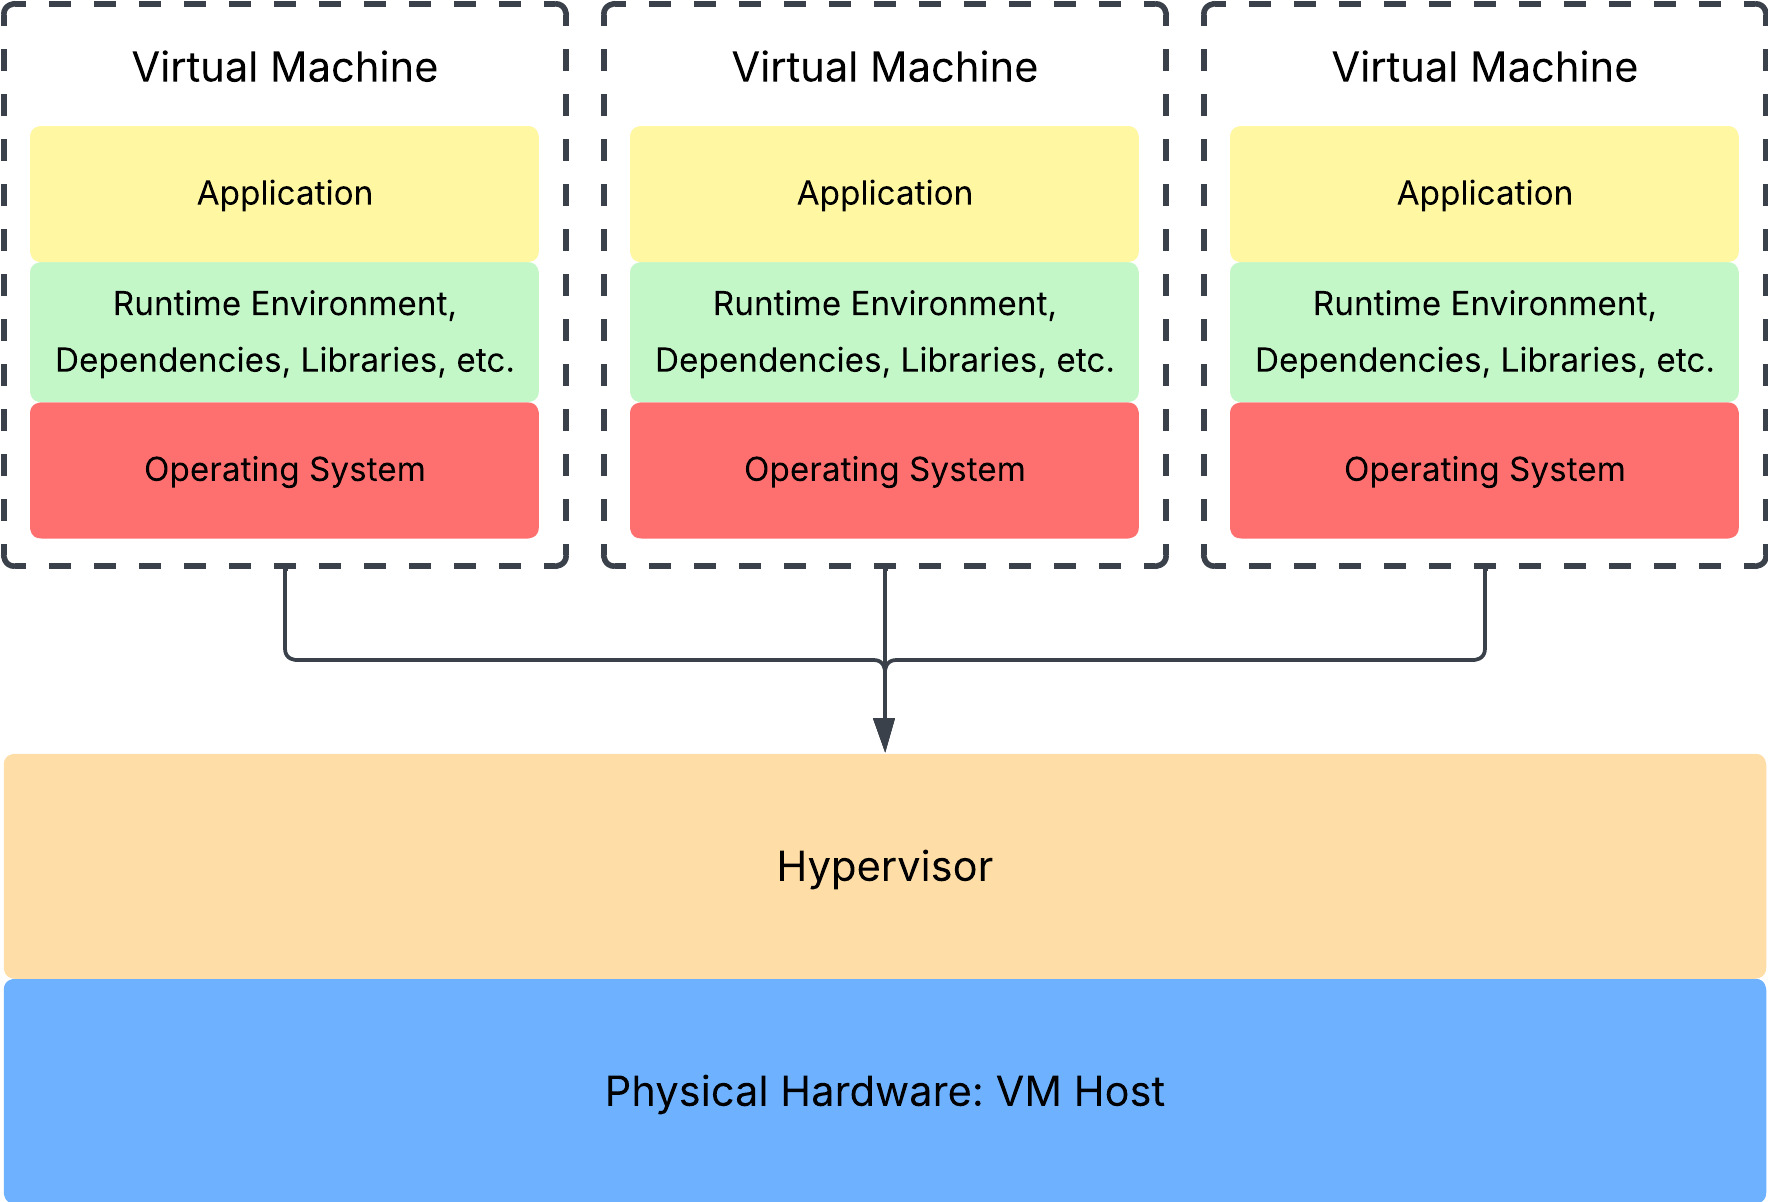 Virtual Machine
Application
Runtime Environment,
Dependencies, Libraries, etc.
Operating System
Virtual Machine
Application
Runtime Environment,
Dependencies, Libraries, etc.
Operating System
Virtual Machine
Application
Runtime Environment,
Dependencies, Libraries, etc.
Operating System
Hypervisor
Physical Hardware: VM Host